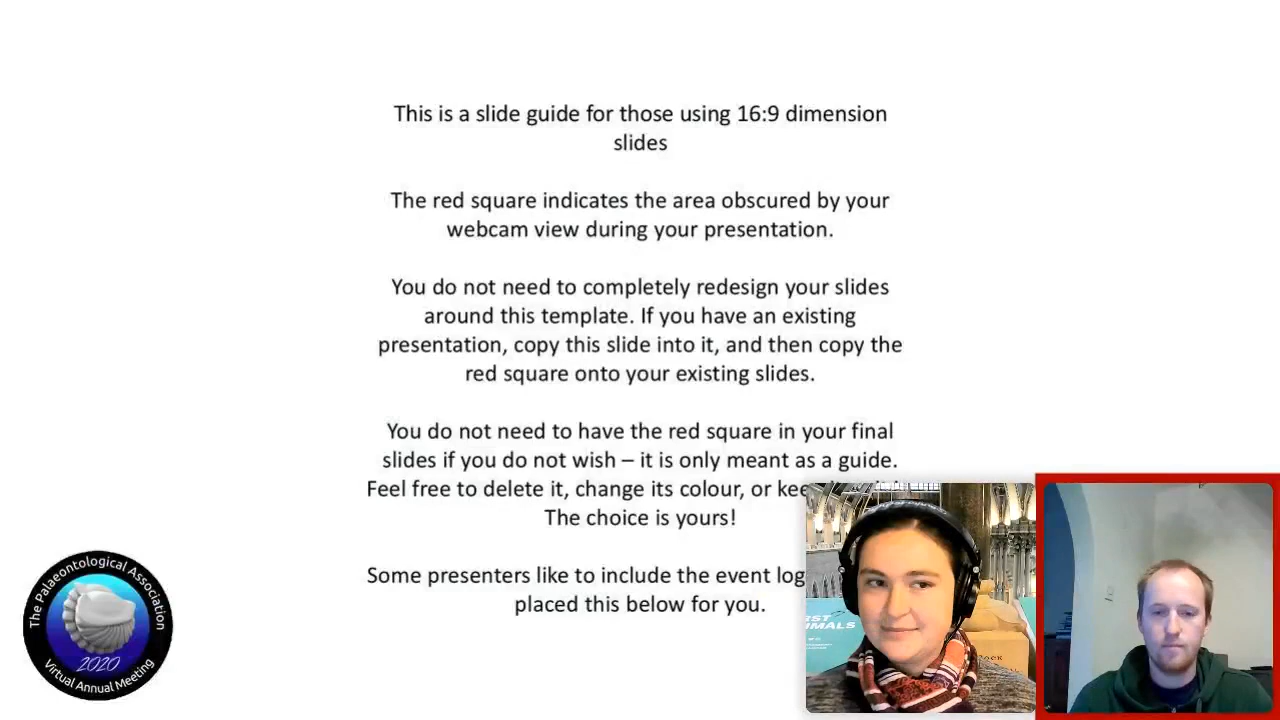 This is a slide guide for those using 16:9 dimension
slides
The red square indicates the area obscured by your
webcam view during your presentation.
You do not need to completely redesign your slides
around this template. If you have an existing
presentation, copy this slide into it, and then copy the
red square onto your existing slides.
You do not need to have the red square in your final
slides if you do not wish – it is only meant as a guide.
Feel free to delete it, change its colour, or
The choice is yours!
Some presenters like to include the event
placed this below for you.
The Palaeontological Association
2020
Virtual Annual Meeting